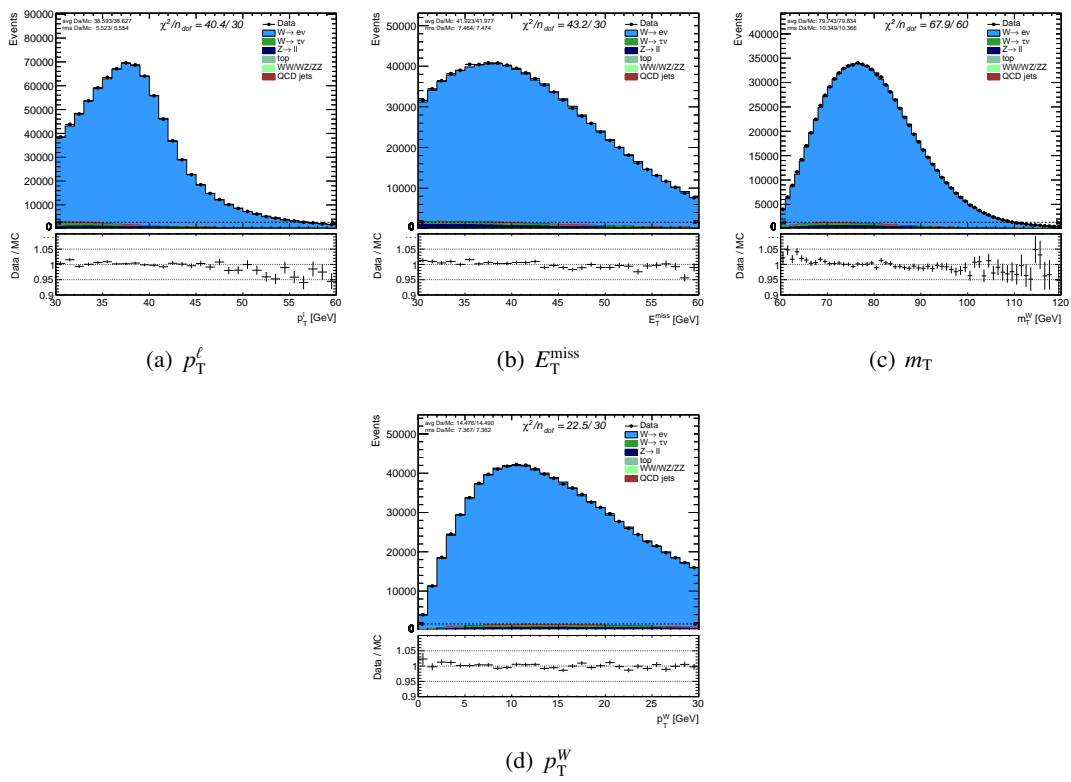 avg Da/Mc: 38.593/38.627
rms Da/Mc: 5.523/ 5.554
χ²/n_dof = 40.4/ 30
Data
W→ eν
W→ τν
Z→ ll
top
WW/WZ/ZZ
QCD jets
Events
90000
80000
70000
60000
50000
40000
30000
20000
10000
0
Data / MC
1.05
1
0.95
0.9
30 35 40 45 50 55 60
p_T^l [GeV]
(a) p_T^ℓ
avg Da/Mc: 41.923/41.977
rms Da/Mc: 7.464/ 7.474
χ²/n_dof = 43.2/ 30
Data
W→ eν
W→ τν
Z→ ll
top
WW/WZ/ZZ
QCD jets
Events
50000
40000
30000
20000
10000
0
Data / MC
1.05
1
0.95
0.9
30 35 40 45 50 55 60
E_T^miss [GeV]
(b) E_T^miss
avg Da/Mc: 79.743/79.834
rms Da/Mc: 10.349/10.366
χ²/n_dof = 67.9/ 60
Data
W→ eν
W→ τν
Z→ ll
top
WW/WZ/ZZ
QCD jets
Events
45000
40000
35000
30000
25000
20000
15000
10000
5000
0
Data / MC
1.05
1
0.95
0.9
60 70 80 90 100 110 120
m_T^W [GeV]
(c) m_T
avg Da/Mc: 14.476/14.490
rms Da/Mc: 7.367/ 7.362
χ²/n_dof = 22.5/ 30
Data
W→ eν
W→ τν
Z→ ll
top
WW/WZ/ZZ
QCD jets
Events
50000
40000
30000
20000
10000
0
Data / MC
1.05
1
0.95
0.9
0 5 10 15 20 25 30
p_T^W [GeV]
(d) p_T^W